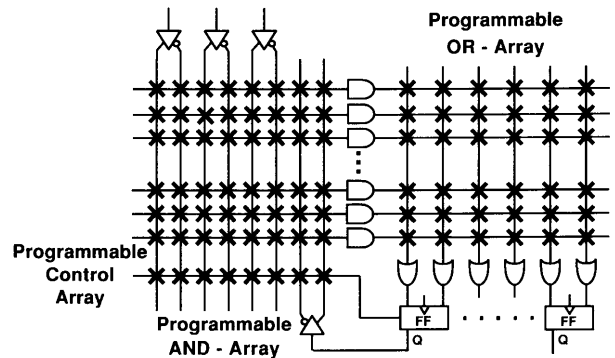 Programmable
OR - Array
Programmable
Control
Array
Programmable
AND - Array
FF
FF
Q
Q